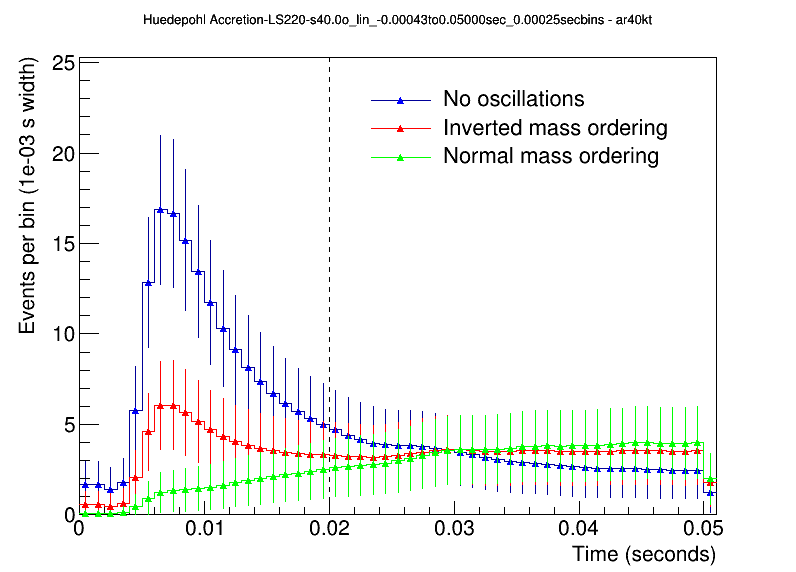 Huedepohl Accretion-LS220-s40.0o_lin_-0.00043to0.05000sec_0.00025secbins - ar40kt
Events per bin (1e-03 s width)
25
20
15
10
5
0
No oscillations
Inverted mass ordering
Normal mass ordering
0 0.01 0.02 0.03 0.04 0.05
Time (seconds)